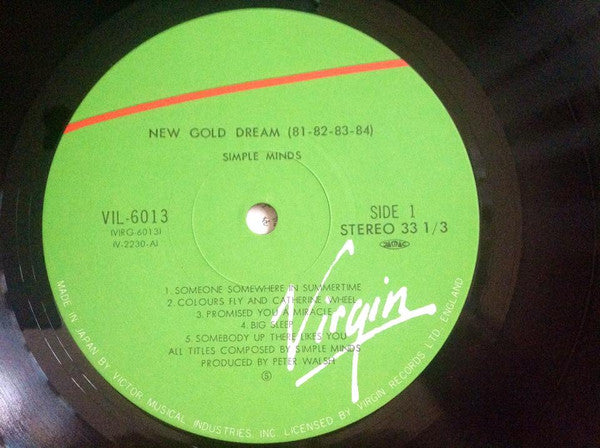 NEW GOLD DREAM (81-82-83-84)
SIMPLE MINDS
VIL-6013
(VIRG-6013)
(V-2230-A)
SIDE 1
STEREO 33 1/3
1. SOMEONE SOMEWHERE IN SUMMERTIME
2. COLOURS FLY AND CATHERINE WHEEL
3. PROMISED YOU A MIRACLE
4. BIG SLEEP
5. SOMEBODY UP THERE LIKES YOU
ALL TITLES COMPOSED BY SIMPLE MINDS
PRODUCED BY PETER WALSH
Ⓢ
Virgin
MADE IN JAPAN BY VICTOR MUSICAL INDUSTRIES, INC. LICENSED BY VIRGIN RECORDS LTD. ENGLAND